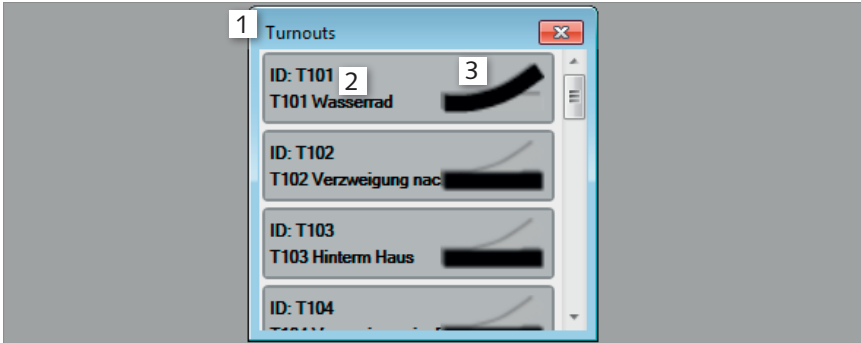 1
Turnouts
ID: T101
2
3
T101 Wasserrad
ID: T102
T102 Verzweigung nac
ID: T103
T103 Hinterm Haus
ID: T104